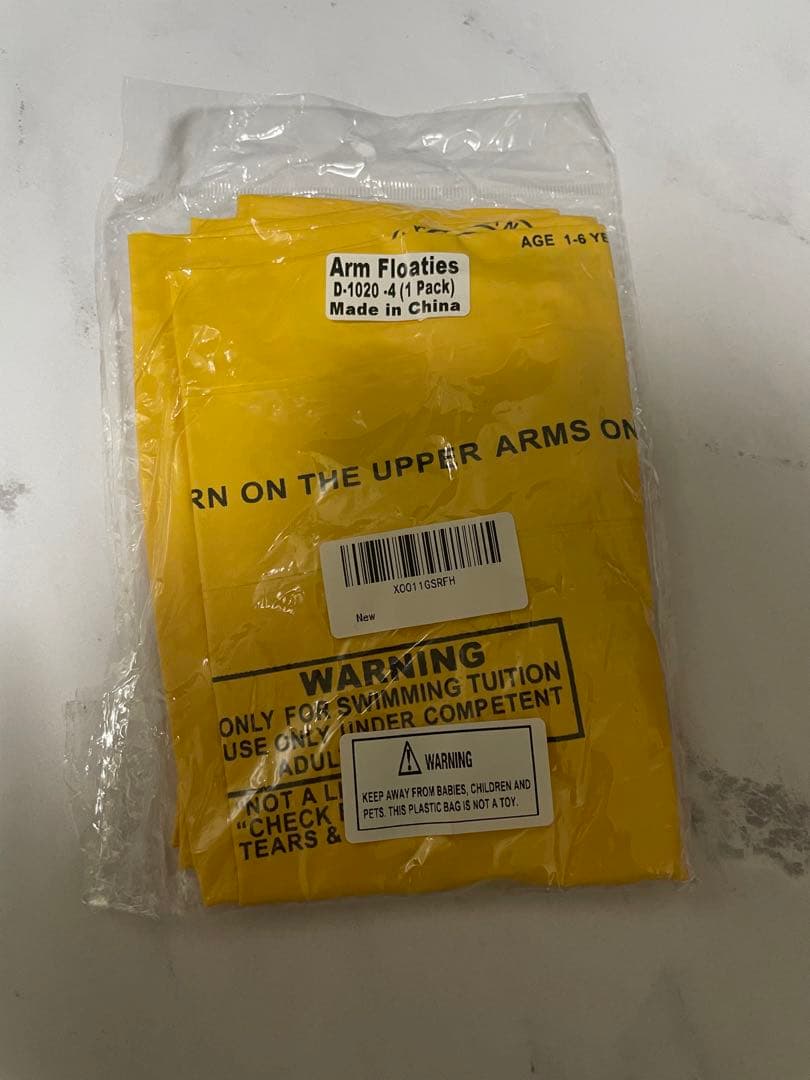 AGE 1-6 YE
Arm Floaties
D-1020 -4 (1 Pack)
Made in China
RN ON THE UPPER ARMS ON
X0011GSRFH
New
WARNING
ONLY FOR SWIMMING TUITION
USE ONLY UNDER COMPETENT
ADUL
"NOT A L
"CHECK
TEARS &
WARNING
KEEP AWAY FROM BABIES, CHILDREN AND
PETS. THIS PLASTIC BAG IS NOT A TOY.